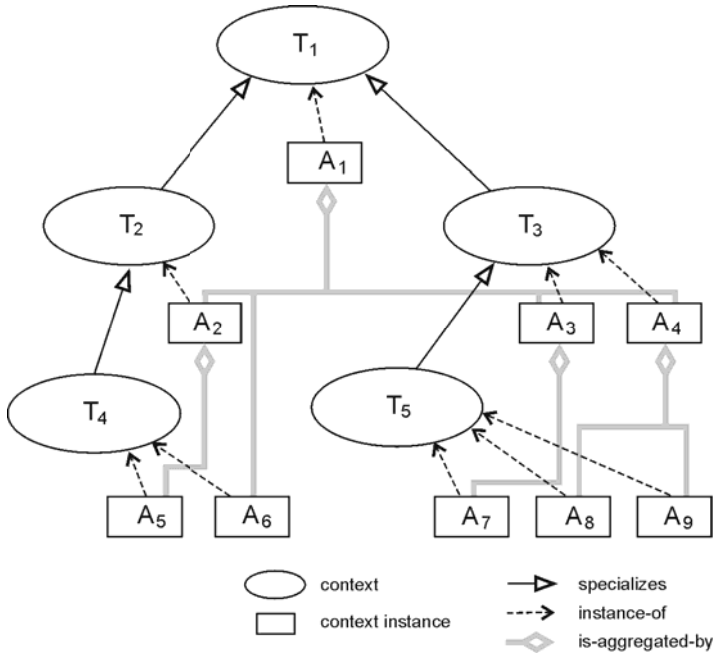 T1
A1
T2
T3
A2
A3
A4
T4
T5
A5
A6
A7
A8
A9
context
specializes
context instance
instance-of
is-aggregated-by